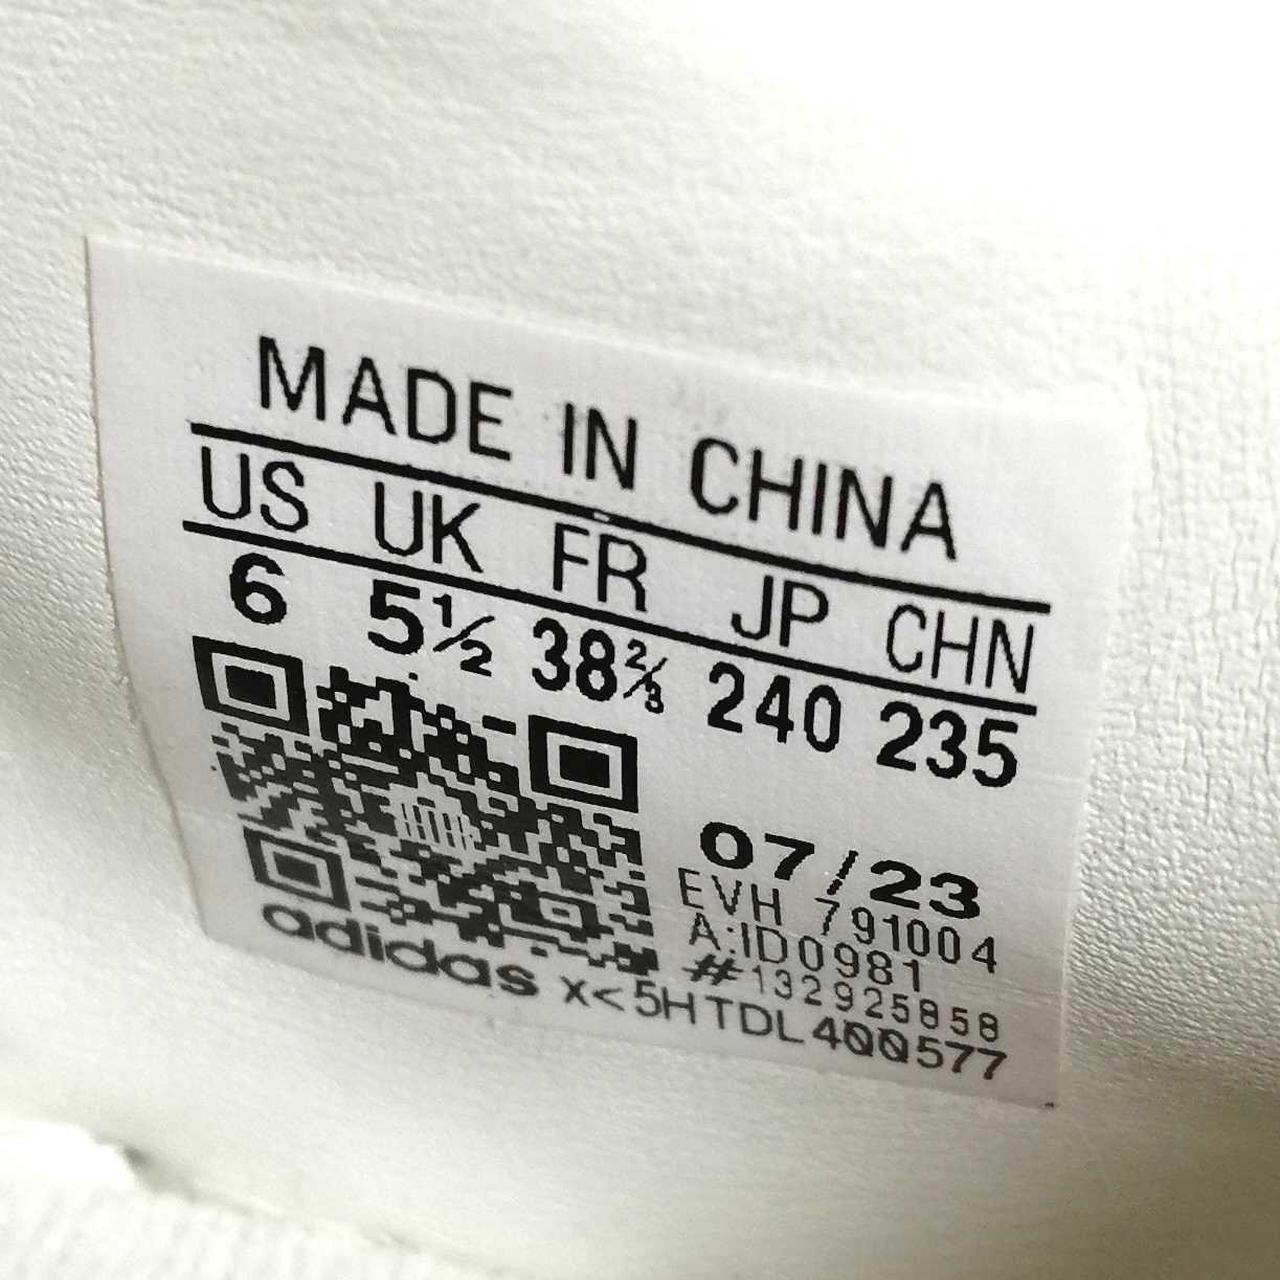 MADE IN CHINA
US UK FR JP CHN
6 5½ 38⅔ 240 235
07/23
EVH 791004
A:ID0981
#132925858
adidas x<5HTDL400577